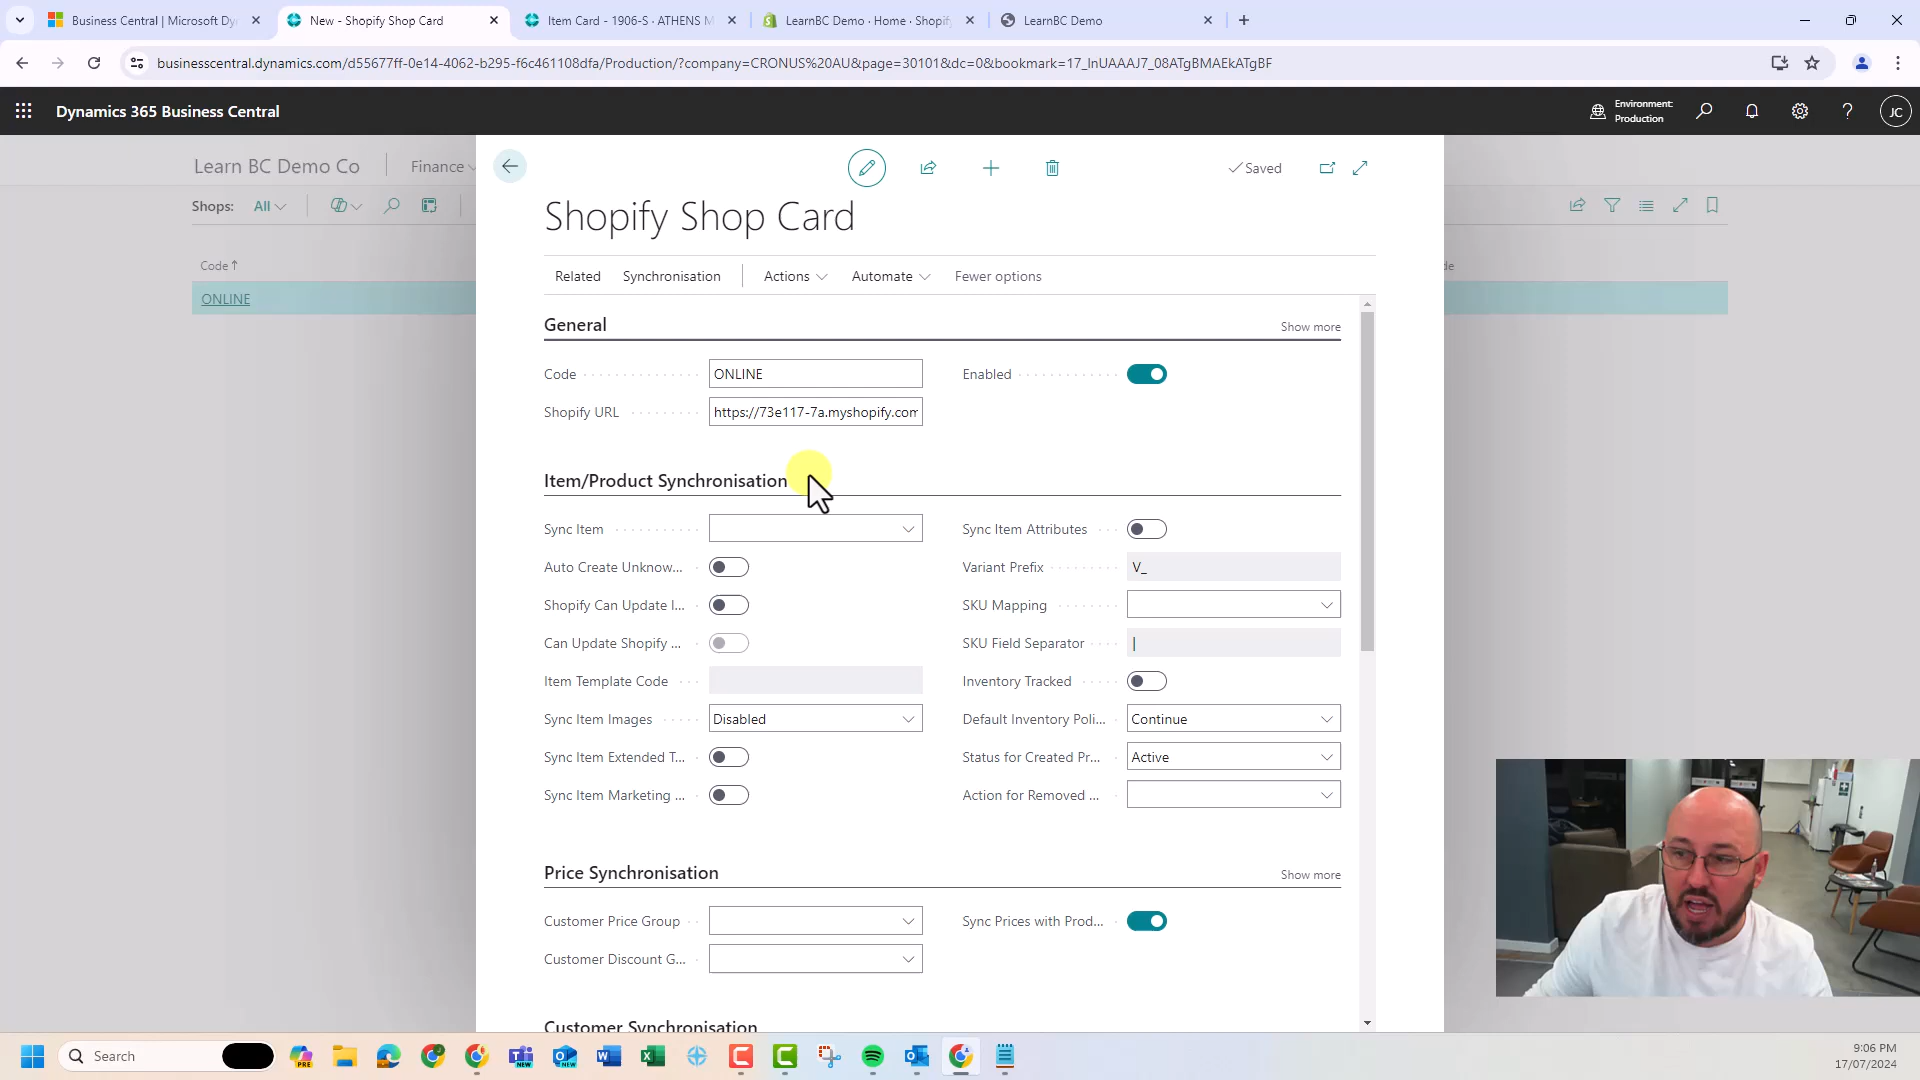 Business Central | Microsoft Dy
New - Shopify Shop Card
Item Card - 1906-S · ATHENS M
LearnBC Demo · Home · Shopify
LearnBC Demo
businesscentral.dynamics.com/d55677ff-0e14-4062-b295-f6c461108dfa/Production/?company=CRONUS%20AU&page=30101&dc=0&bookmark=17_InUAAAJ7_08ATgBMAEkATgBF
Dynamics 365 Business Central
Environment:
Production
JC
Learn BC Demo Co
Finance
Saved
Shopify Shop Card
Shops:
All
Related
Synchronisation
Actions
Automate
Fewer options
Code
de
ONLINE
General
Show more
Code
ONLINE
Enabled
Shopify URL
https://73e117-7a.myshopify.com
Item/Product Synchronisation
Sync Item
Sync Item Attributes
Auto Create Unknow...
Variant Prefix
V_
Shopify Can Update I...
SKU Mapping
Can Update Shopify ...
SKU Field Separator
|
Item Template Code
Inventory Tracked
Sync Item Images
Disabled
Default Inventory Poli...
Continue
Sync Item Extended T...
Status for Created Pr...
Active
Sync Item Marketing ...
Action for Removed ...
Price Synchronisation
Show more
Customer Price Group
Sync Prices with Prod...
Customer Discount G...
Customer Synchronisation
Search
PRE
NEW
NEW
9:06 PM
17/07/2024